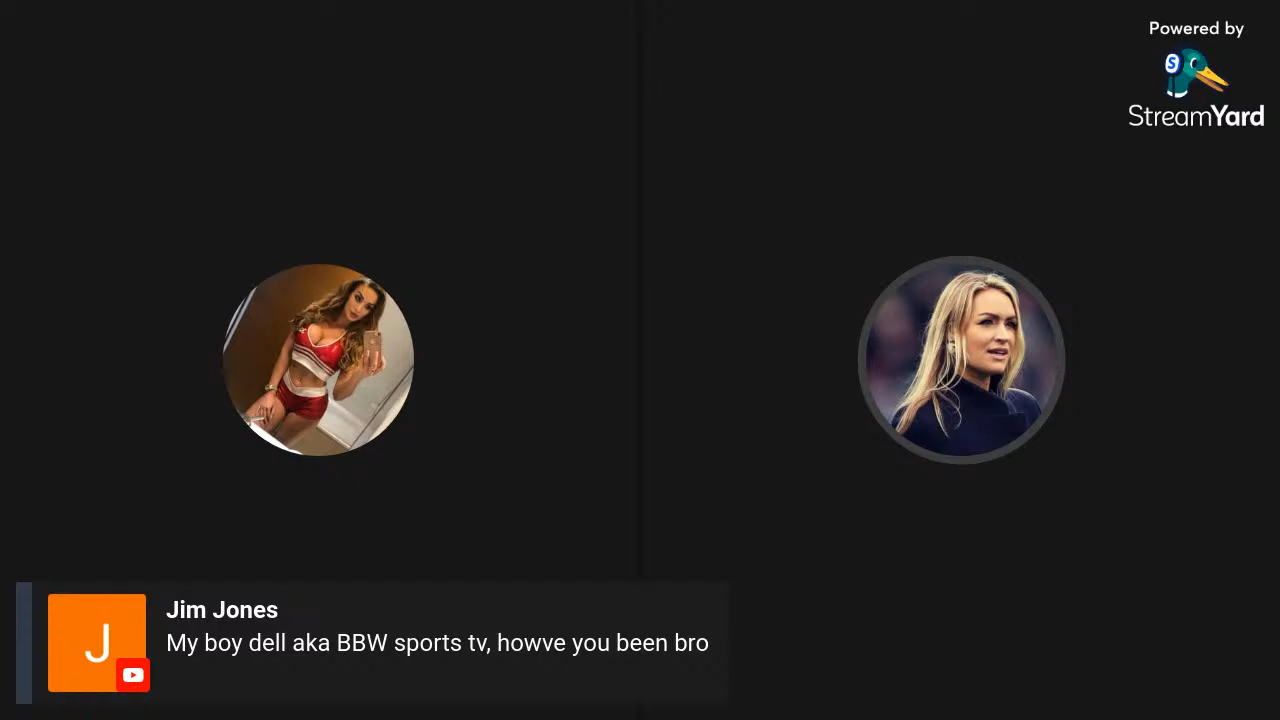 Powered by
S
StreamYard
J
Jim Jones
My boy dell aka BBW sports tv, howve you been bro